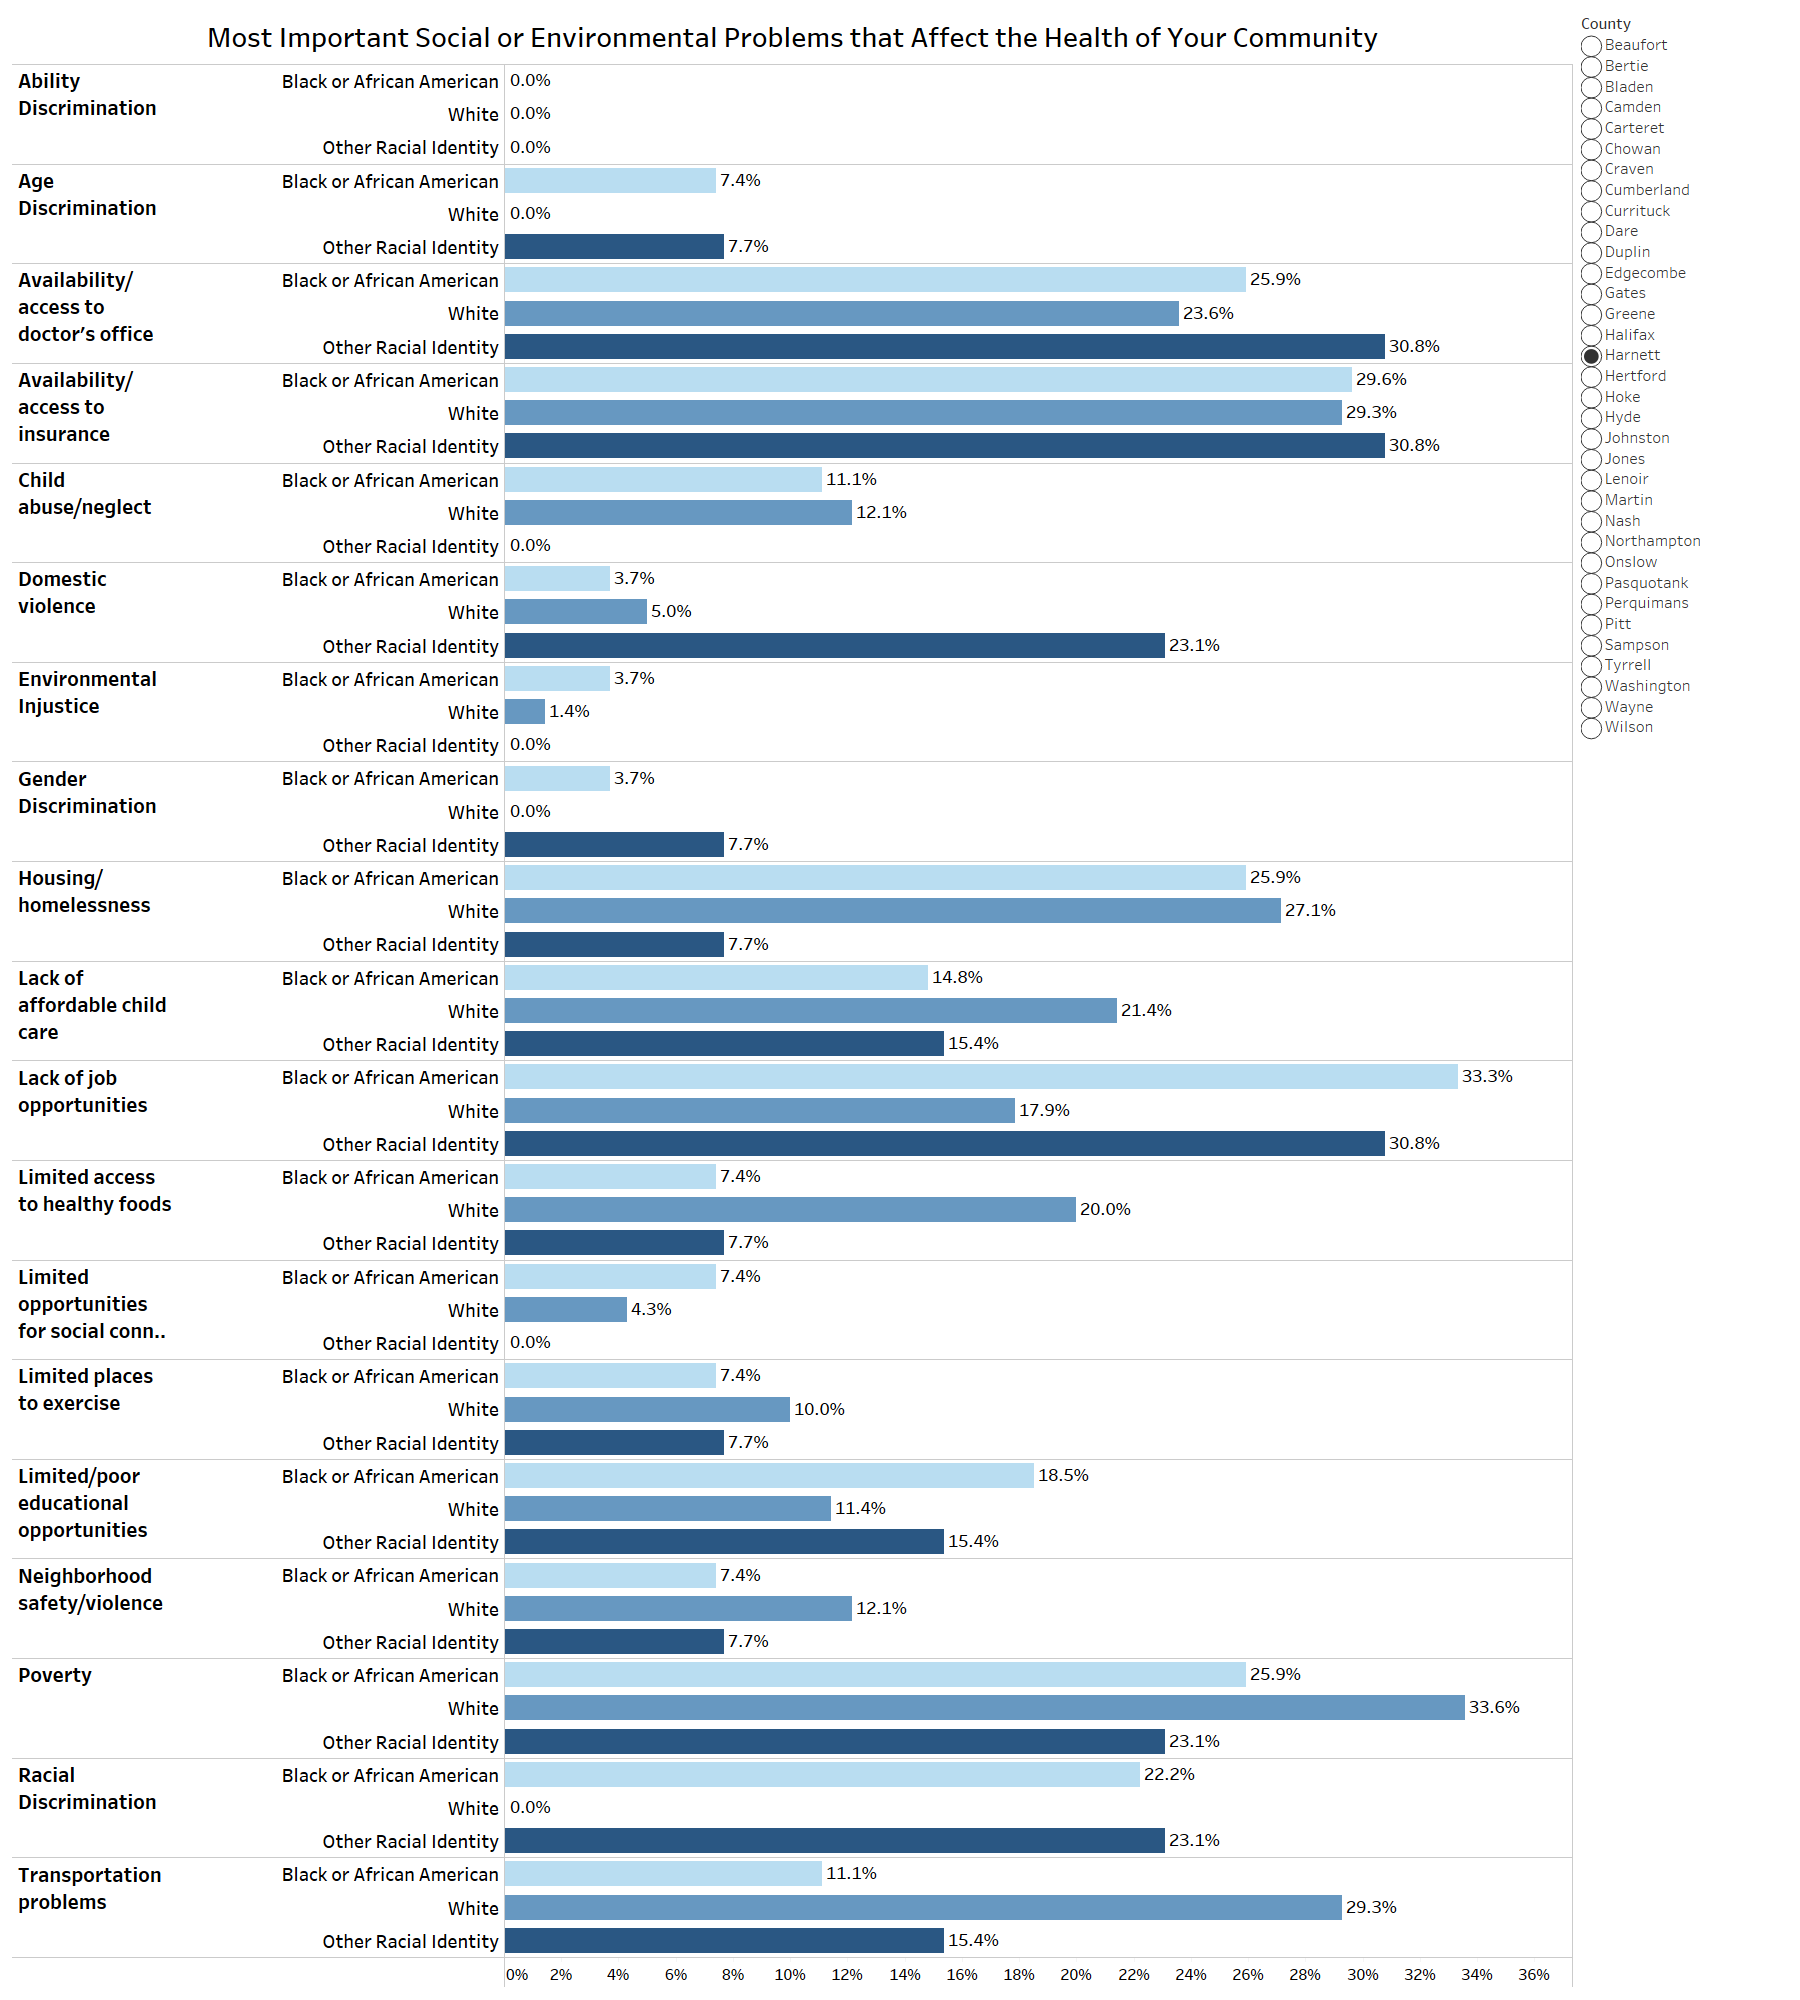 Most Important Social or Environmental Problems that Affect the Health of Your Community
Ability
Discrimination
Black or African American 0.0%
White 0.0%
Other Racial Identity 0.0%
Age
Discrimination
Black or African American 7.4%
White 0.0%
Other Racial Identity 7.7%
Availability/
access to
doctor’s office
Black or African American 25.9%
White 23.6%
Other Racial Identity 30.8%
Availability/
access to
insurance
Black or African American 29.6%
White 29.3%
Other Racial Identity 30.8%
Child
abuse/neglect
Black or African American 11.1%
White 12.1%
Other Racial Identity 0.0%
Domestic
violence
Black or African American 3.7%
White 5.0%
Other Racial Identity 23.1%
Environmental
Injustice
Black or African American 3.7%
White 1.4%
Other Racial Identity 0.0%
Gender
Discrimination
Black or African American 3.7%
White 0.0%
Other Racial Identity 7.7%
Housing/
homelessness
Black or African American 25.9%
White 27.1%
Other Racial Identity 7.7%
Lack of
affordable child
care
Black or African American 14.8%
White 21.4%
Other Racial Identity 15.4%
Lack of job
opportunities
Black or African American 33.3%
White 17.9%
Other Racial Identity 30.8%
Limited access
to healthy foods
Black or African American 7.4%
White 20.0%
Other Racial Identity 7.7%
Limited
opportunities
for social conn..
Black or African American 7.4%
White 4.3%
Other Racial Identity 0.0%
Limited places
to exercise
Black or African American 7.4%
White 10.0%
Other Racial Identity 7.7%
Limited/poor
educational
opportunities
Black or African American 18.5%
White 11.4%
Other Racial Identity 15.4%
Neighborhood
safety/violence
Black or African American 7.4%
White 12.1%
Other Racial Identity 7.7%
Poverty
Black or African American 25.9%
White 33.6%
Other Racial Identity 23.1%
Racial
Discrimination
Black or African American 22.2%
White 0.0%
Other Racial Identity 23.1%
Transportation
problems
Black or African American 11.1%
White 29.3%
Other Racial Identity 15.4%
0% 2% 4% 6% 8% 10% 12% 14% 16% 18% 20% 22% 24% 26% 28% 30% 32% 34% 36%
County
Beaufort
Bertie
Bladen
Camden
Carteret
Chowan
Craven
Cumberland
Currituck
Dare
Duplin
Edgecombe
Gates
Greene
Halifax
Harnett
Hertford
Hoke
Hyde
Johnston
Jones
Lenoir
Martin
Nash
Northampton
Onslow
Pasquotank
Perquimans
Pitt
Sampson
Tyrrell
Washington
Wayne
Wilson